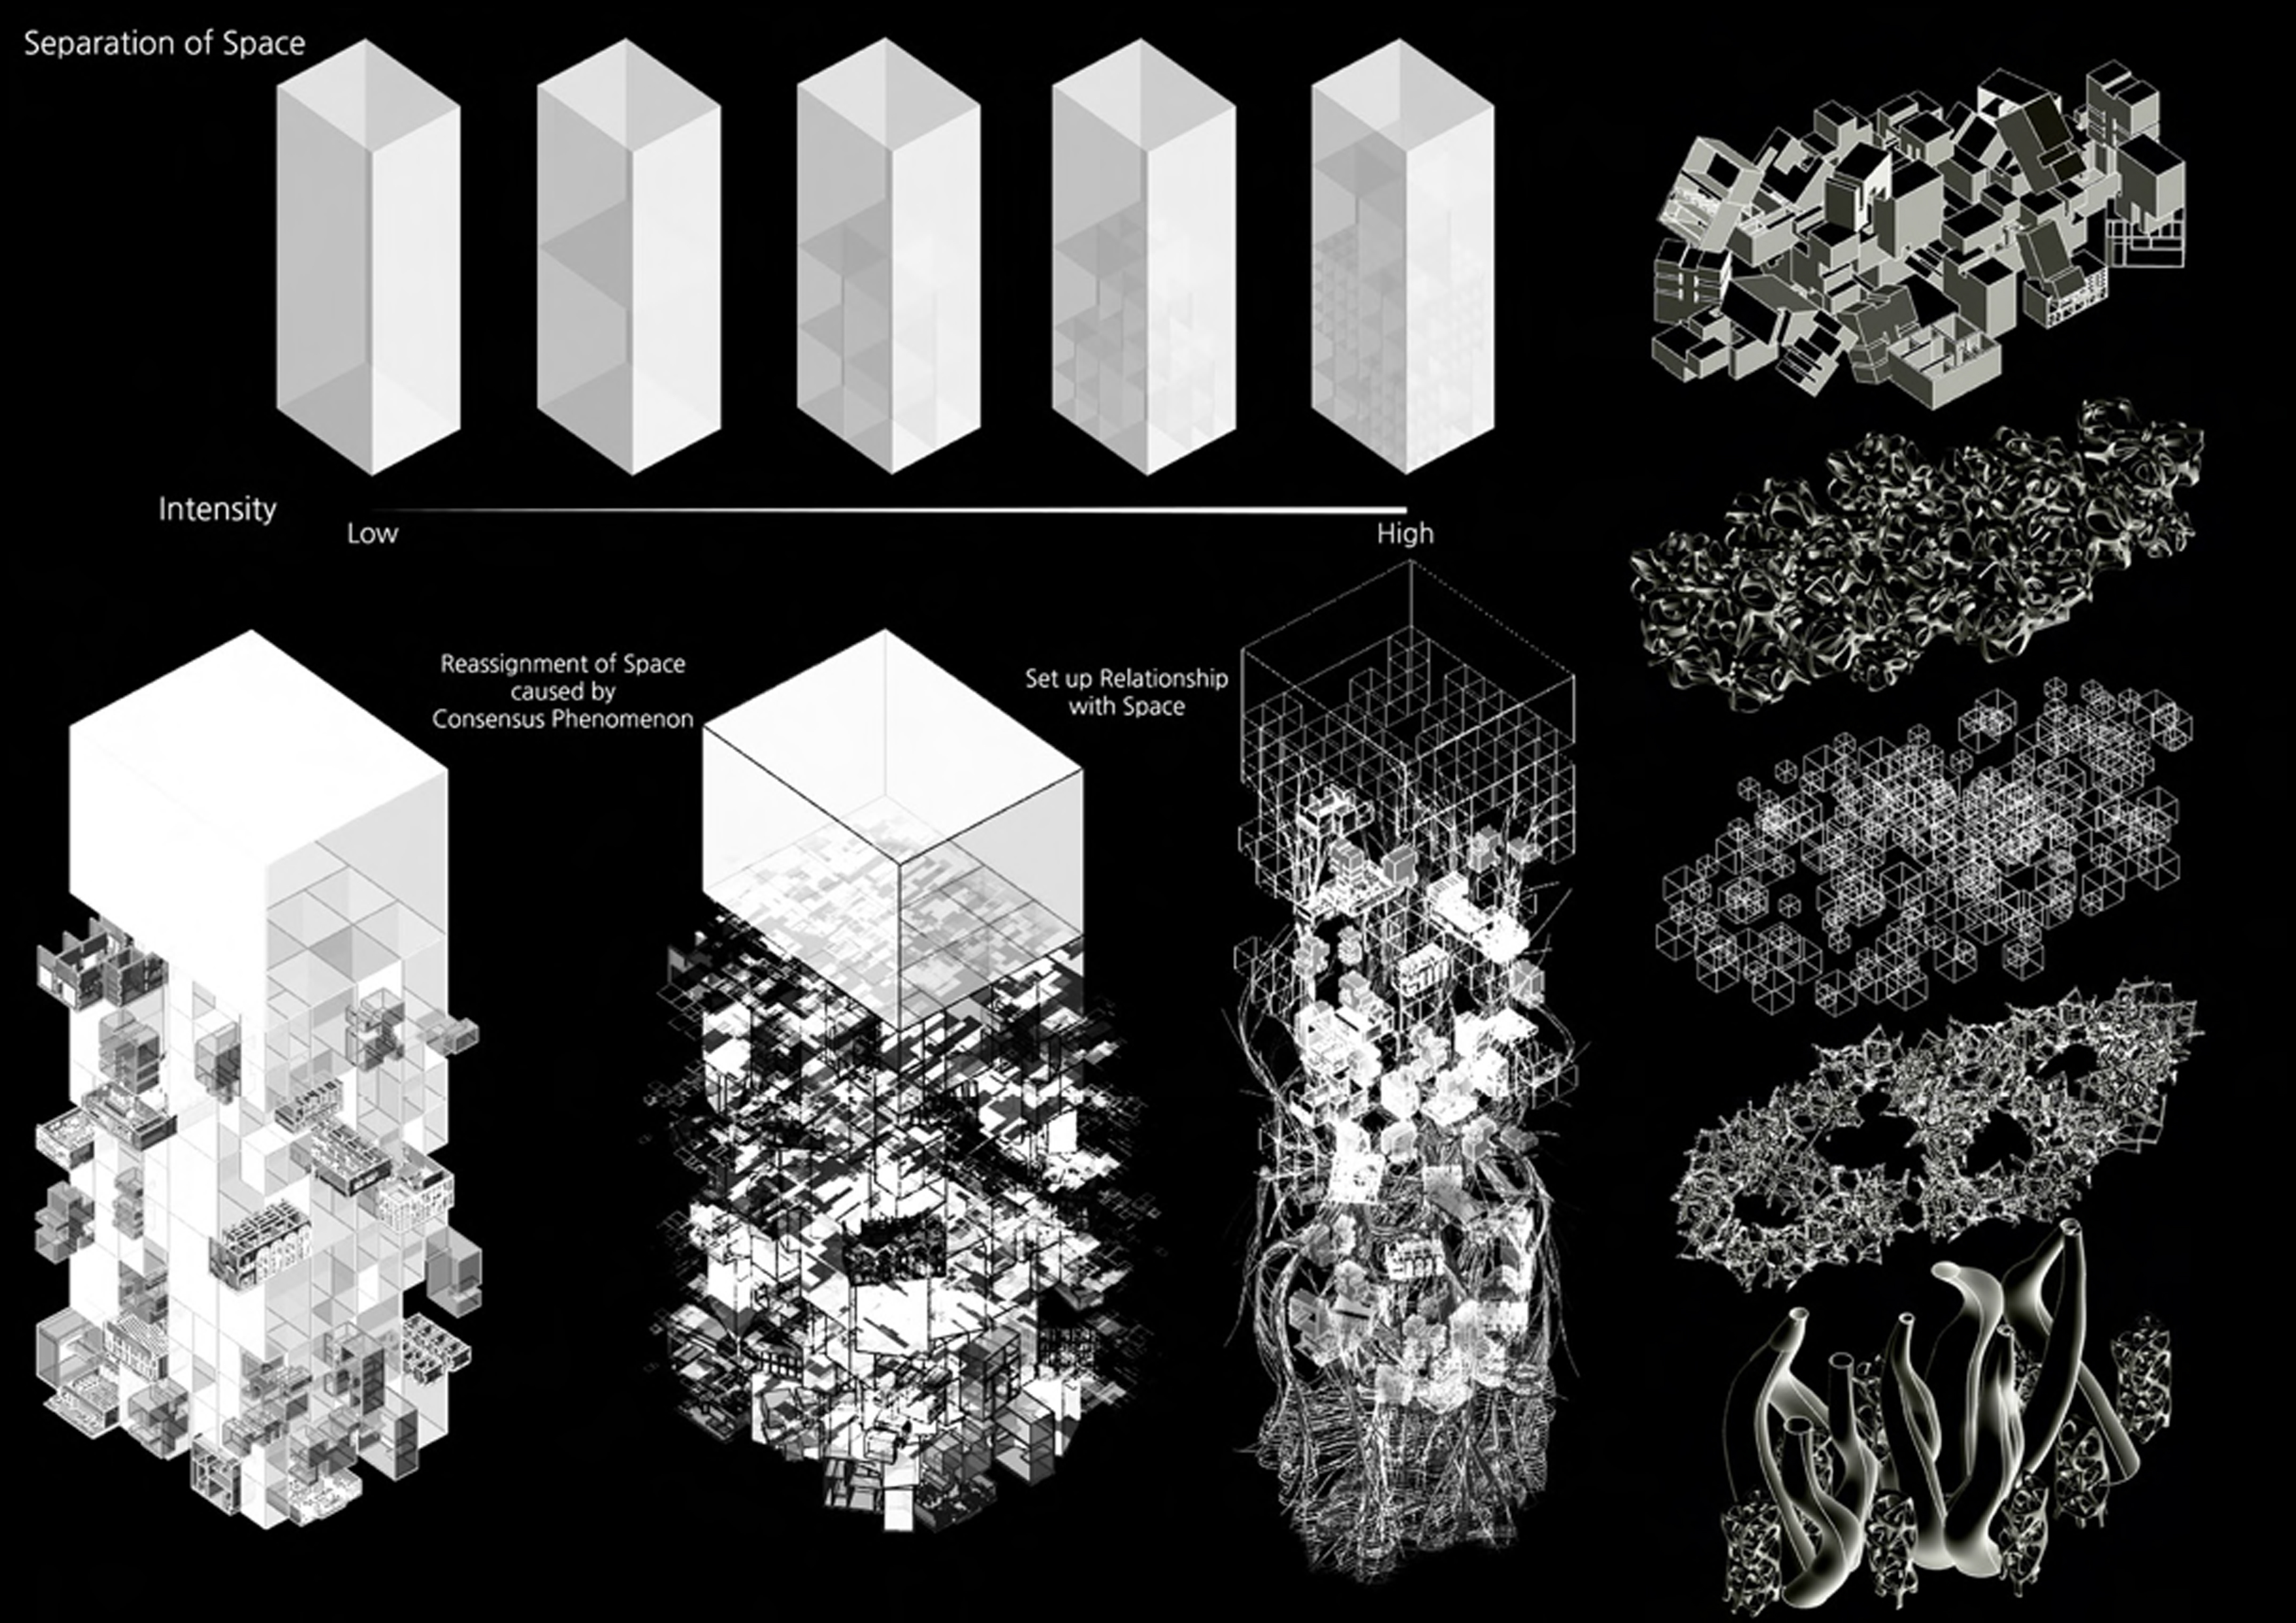 Separation of Space
Intensity
Low
High
Reassignment of Space
caused by
Consensus Phenomenon
Set up Relationship
with Space